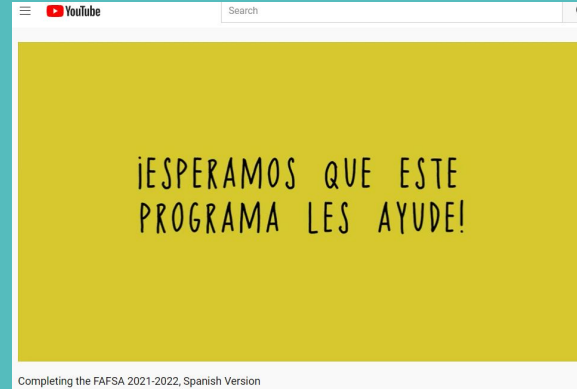 YouTube
Search
¡ESPERAMOS QUE ESTE
PROGRAMA LES AYUDE!
Completing the FAFSA 2021-2022, Spanish Version